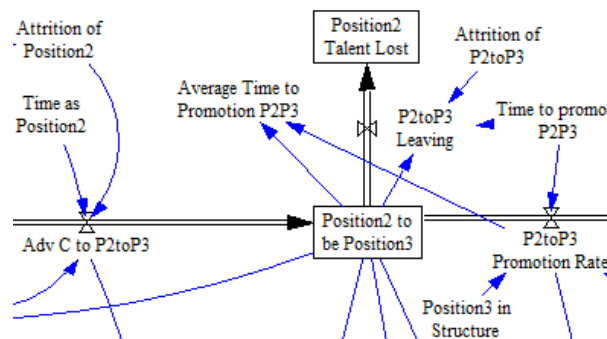 Attrition of
Position2
Position2
Talent Lost
Attrition of
P2toP3
Time as
Position2
Average Time to
Promotion P2P3
P2toP3
Leaving
Time to promo
P2P3
Adv C to P2toP3
Position2 to
be Position3
P2toP3
Promotion Rate
Position3 in
Structure